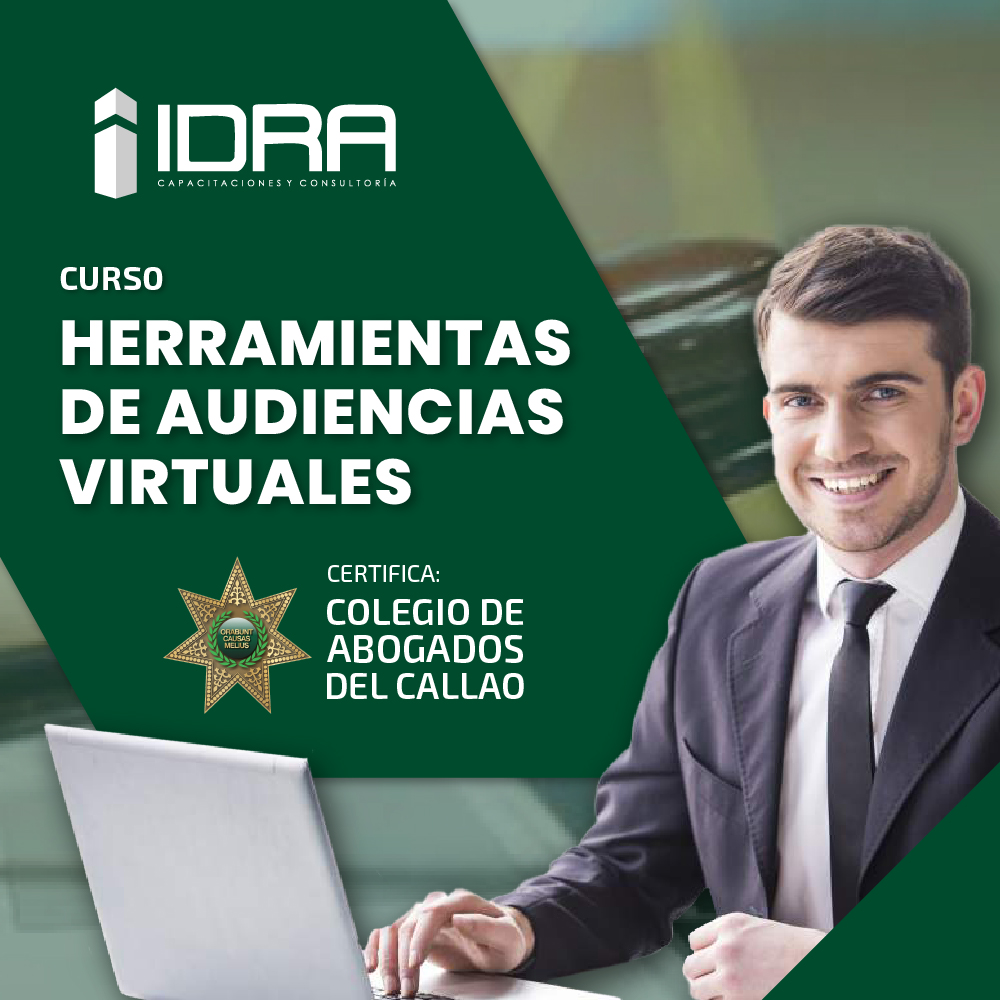 IDRA
CAPACITACIONES Y CONSULTORÍA
CURSO
HERRAMIENTAS
DE AUDIENCIAS
VIRTUALES
ORABUNT
CAUSAS
MELIUS
CERTIFICA:
COLEGIO DE
ABOGADOS
DEL CALLAO